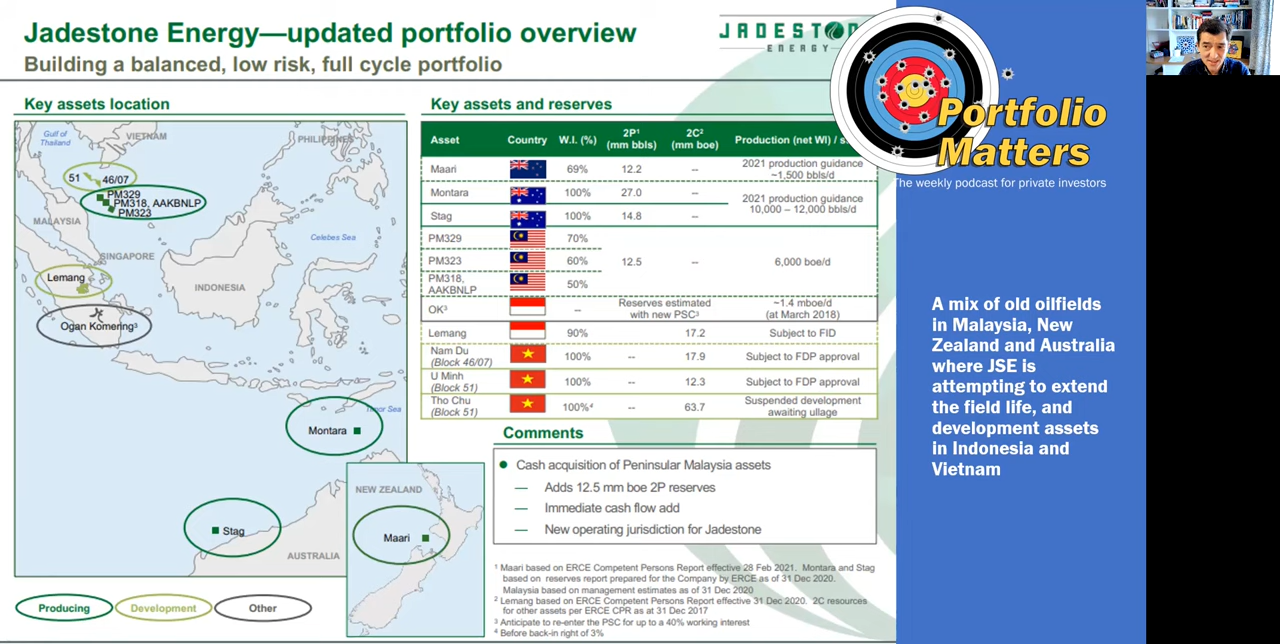 Jadestone Energy—updated portfolio overview
Building a balanced, low risk, full cycle portfolio
JADESTONE
ENERGY
Key assets location
Gulf of
Thailand
VIETNAM
PHILIPPINES
51
46/07
PM329
PM318, AAKBNLP
PM323
MALAYSIA
SINGAPORE
Celebes Sea
Lemang
INDONESIA
Ogan Komering³
Timor Sea
Montara
Stag
AUSTRALIA
NEW ZEALAND
Maari
Producing
Development
Other
Key assets and reserves
Asset Country W.I. (%) 2P¹ (mm bbls) 2C² (mm boe) Production (net WI) /
Maari 69% 12.2 -- 2021 production guidance ~1,500 bbls/d
Montara 100% 27.0 --
Stag 100% 14.8 -- 2021 production guidance 10,000 – 12,000 bbls/d
PM329 70%
PM323 60% 12.5 -- 6,000 boe/d
PM318, AAKBNLP 50%
OK³ -- Reserves estimated with new PSC³ ~1.4 mboe/d (at March 2018)
Lemang 90% 17.2 Subject to FID
Nam Du (Block 46/07) 100% -- 17.9 Subject to FDP approval
U Minh (Block 51) 100% -- 12.3 Subject to FDP approval
Tho Chu (Block 51) 100%⁴ -- 63.7 Suspended development awaiting ullage
Comments
Cash acquisition of Peninsular Malaysia assets
— Adds 12.5 mm boe 2P reserves
— Immediate cash flow add
— New operating jurisdiction for Jadestone
¹ Maari based on ERCE Competent Persons Report effective 28 Feb 2021. Montara and Stag
based on reserves report prepared for the Company by ERCE as of 31 Dec 2020.
Malaysia based on management estimates as of 31 Dec 2020
² Lemang based on ERCE Competent Persons Report effective 31 Dec 2020. 2C resources
for other assets per ERCE CPR as at 31 Dec 2017
³ Anticipate to re-enter the PSC for up to a 40% working interest
⁴ Before back-in right of 3%
Portfolio
Matters
The weekly podcast for private investors
A mix of old oilfields
in Malaysia, New
Zealand and Australia
where JSE is
attempting to extend
the field life, and
development assets
in Indonesia and
Vietnam